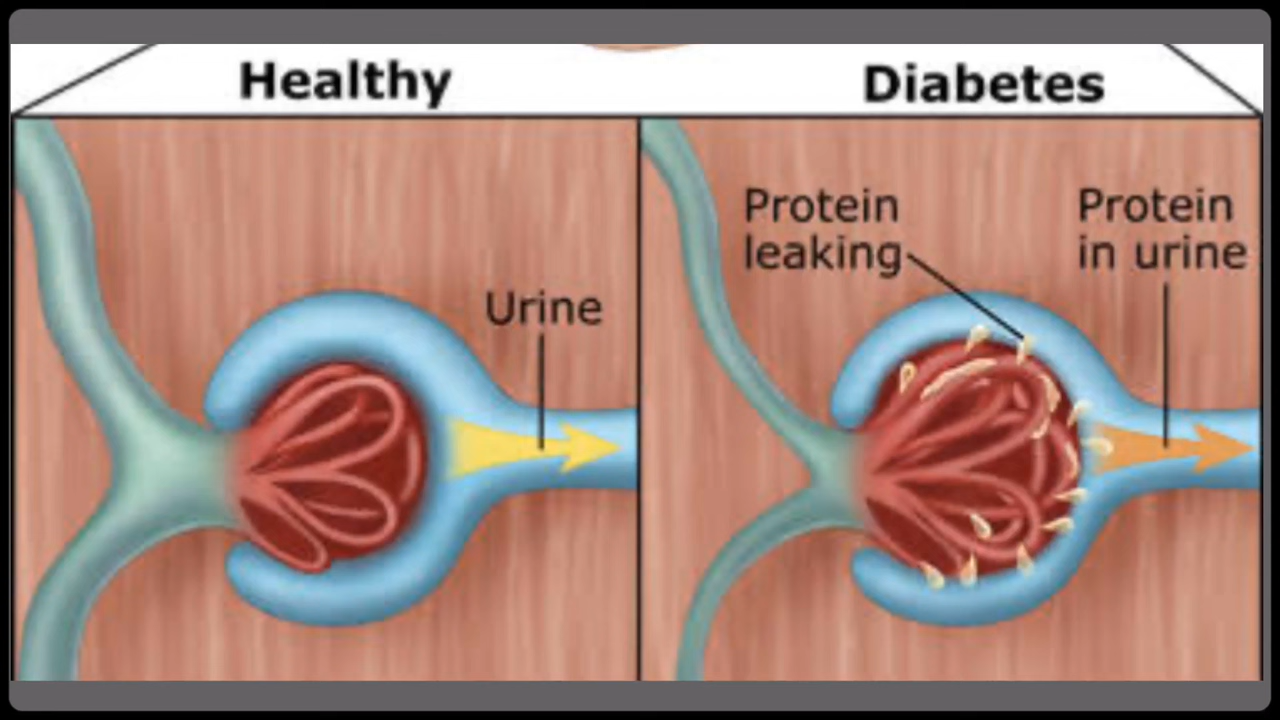 Healthy
Diabetes
Urine
Protein
leaking
Protein
in urine